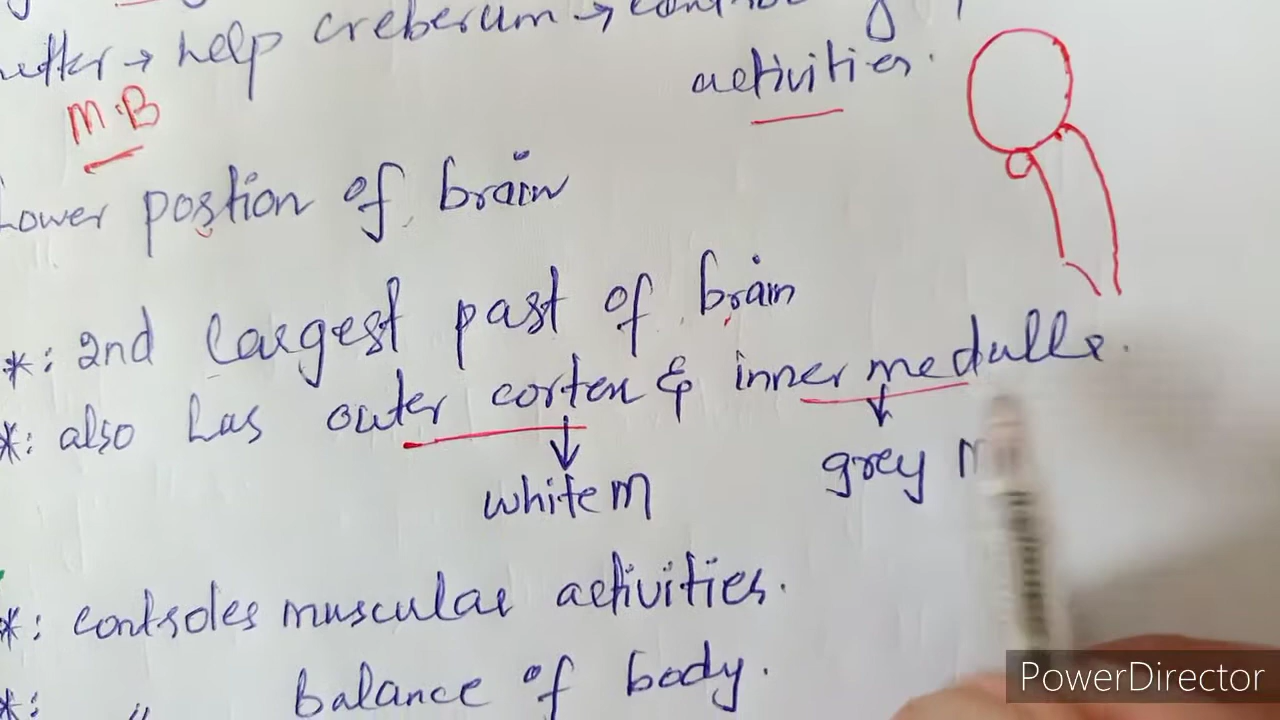 help creberum →
activities.
M.B
Lower postion of brain
*: 2nd largest past of brain
*: also has outer cortex & inner medulla.
white M
grey M
*: controles muscular activities.
*: " balance of body.
PowerDirector